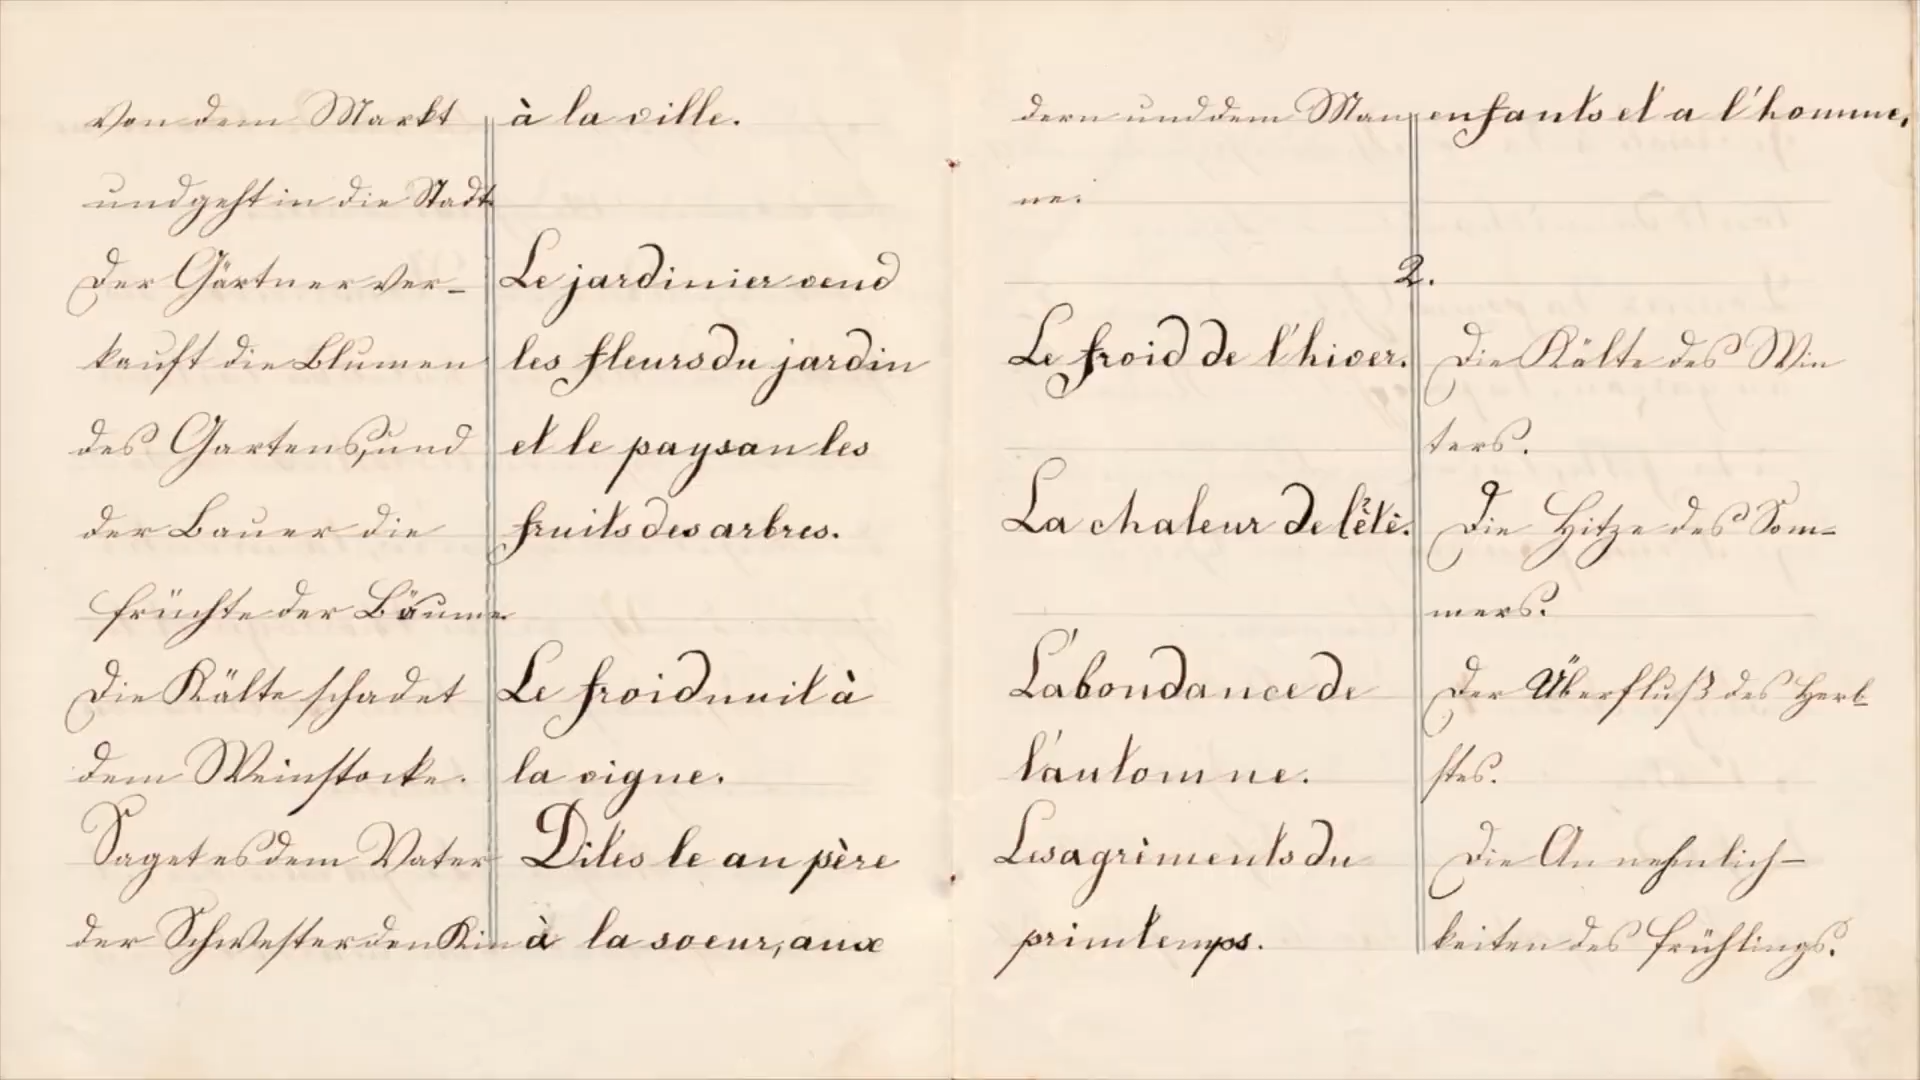 von dem Markt
und geht in die Stadt.
Der Gärtner ver-
kauft die Blumen
des Gartens, und
der Bauer die
früchte der Bäume.
Die Kälte schadet
dem Weinstocke.
Saget es dem Vater
der Schwester den Kin
à la ville.
Le jardinier vend
les fleurs du jardin
et le paysan les
fruits des arbres.
Le froid nuit à
la vigne.
Dites le au père
à la soeur, aux
dern und dem Man
ne.
enfants et a l'homme.
2.
Le froid de l'hiver.
La chaleur de l'étè.
L'abondance de
l'automne.
Les agrèments du
printemps.
Die Kälte des Win
ters.
Die Hitze des Som-
mers.
Der Überfluß des Herb
stes.
Die Annehmlich-
keiten des frühlings.